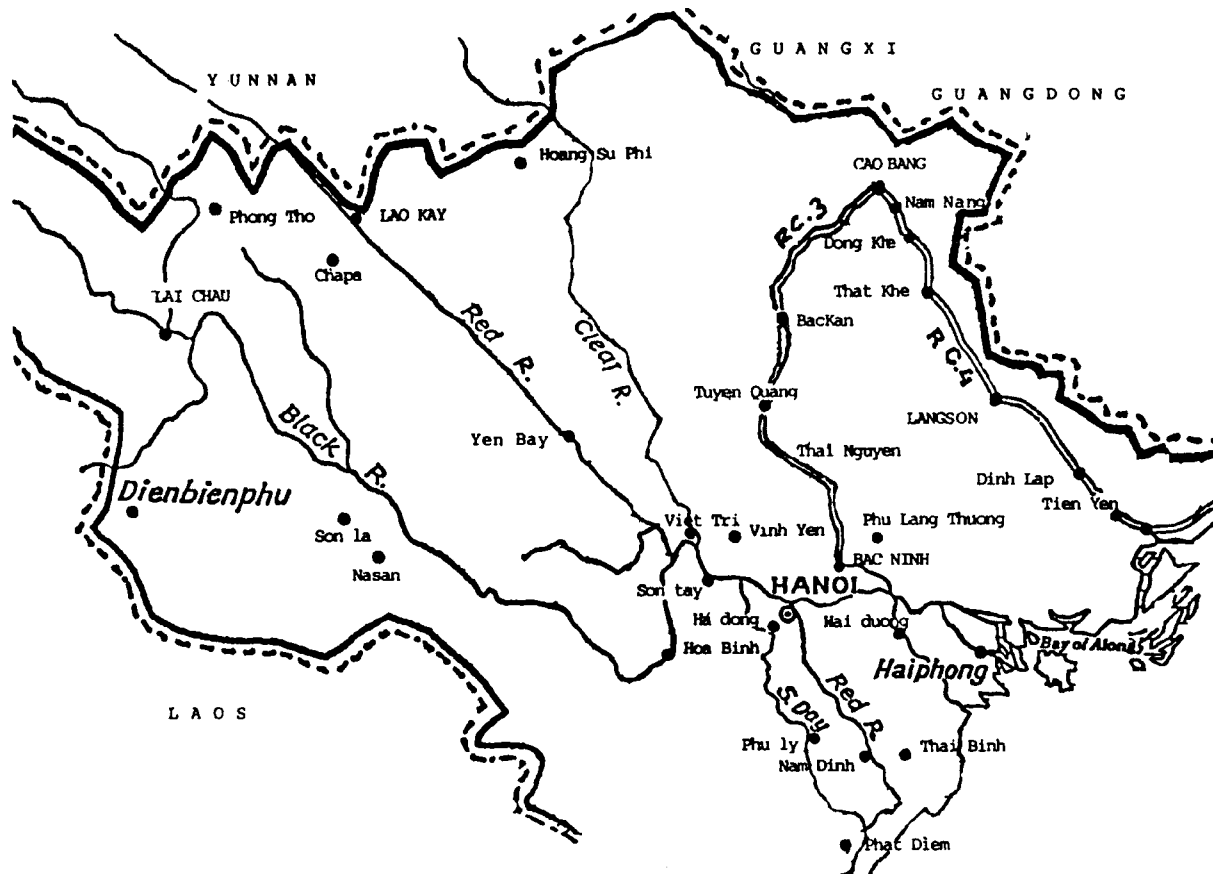 GUANGXI
YUNNAN
GUANGDONG
Hoang Su Phi
CAO BANG
Phong Tho
LAO KAY
Nam Nang
R.C.3
Dong Khe
Chapa
That Khe
LAI CHAU
BacKan
Red R.
Clear R.
R C.4
Tuyen Quang
LANGSON
Black R.
Yen Bay
Thai Nguyen
Dinh Lap
Dienbienphu
Tien Yen
Viet Tri
Vinh Yen
Phu Lang Thuong
Son la
Nasan
BAC NINH
Son tay
HANOI
Há dong
Hai duong
Hoa Binh
Bay of Along
Haiphong
S. Day
Red R.
LAOS
Phu ly
Thai Binh
Nam Dinh
Phat Diem